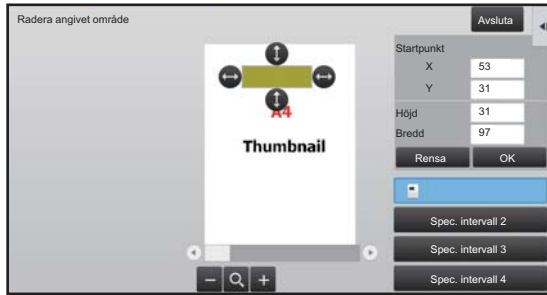 Radera angivet område
Avsluta
Startpunkt
X 53
Y 31
Höjd 31
Bredd 97
Rensa OK
A4
Thumbnail
Spec. intervall 2
Spec. intervall 3
Spec. intervall 4